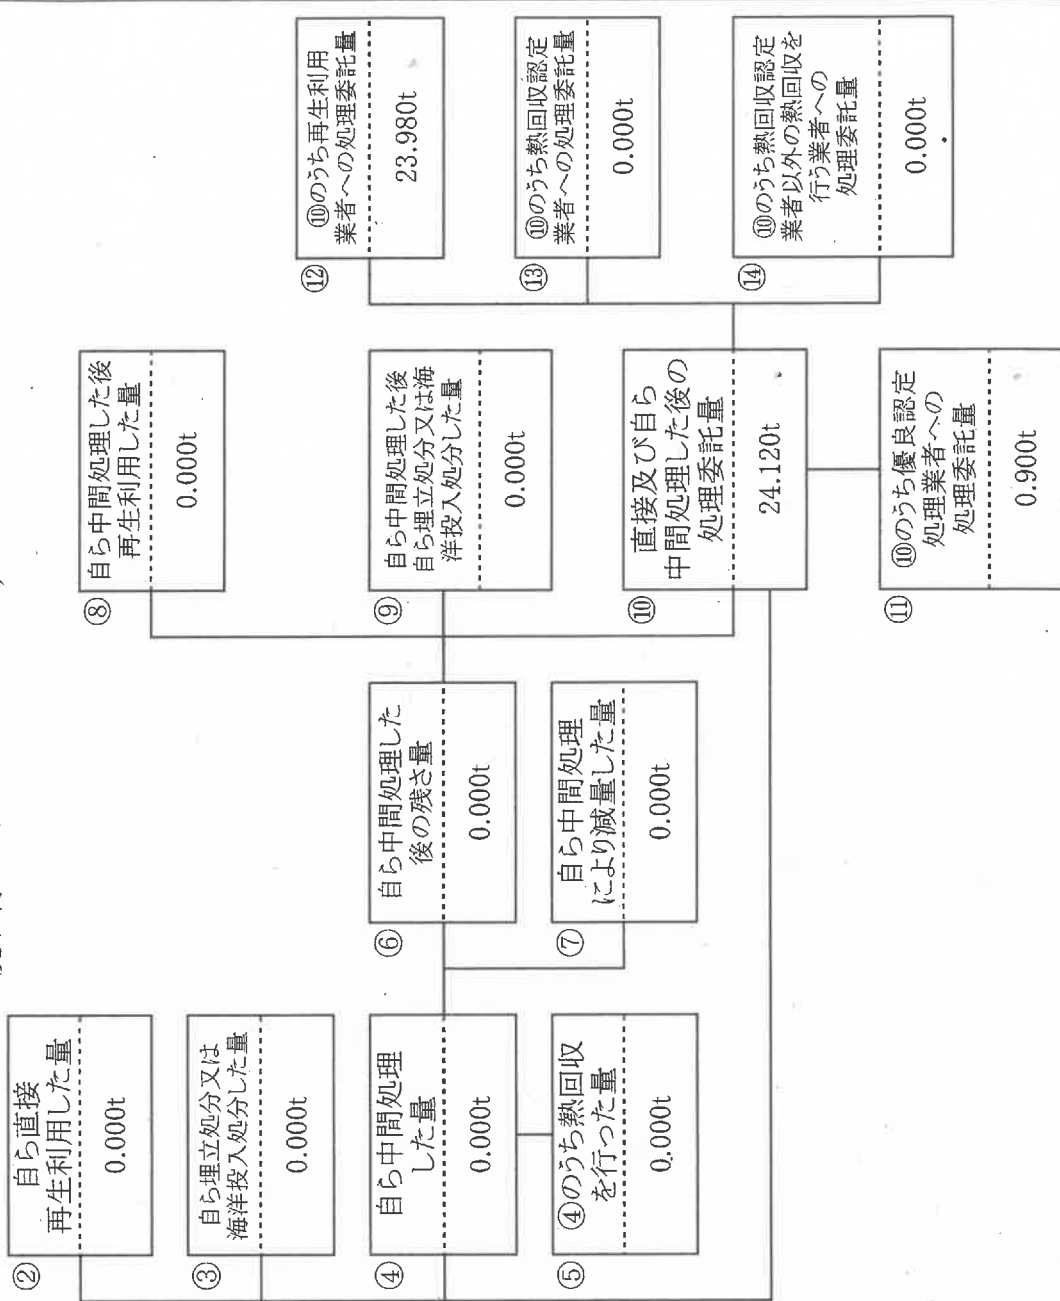 ②
自ら直接
再生利用した量
0.000t
③
自ら埋立処分又は
海洋投入処分した量
0.000t
④
自ら中間処理
した量
0.000t
⑤
④のうち熱回収
を行った量
0.000t
⑥
自ら中間処理した
後の残さ量
0.000t
⑦
自ら中間処理
により減量した量
0.000t
⑧
自ら中間処理した後
再生利用した量
0.000t
⑨
自ら中間処理した後
自ら埋立処分又は海
洋投入処分した量
0.000t
⑩
直接及び自ら
中間処理した後の
処理委託量
24.120t
⑪
⑩のうち優良認定
処理業者への
処理委託量
0.900t
⑫
⑩のうち再生利用
業者への処理委託量
23.980t
⑬
⑩のうち熱回収認定
業者への処理委託量
0.000t
⑭
⑩のうち熱回収認定
業者以外の熱回収を
行う業者への
処理委託量
0.000t